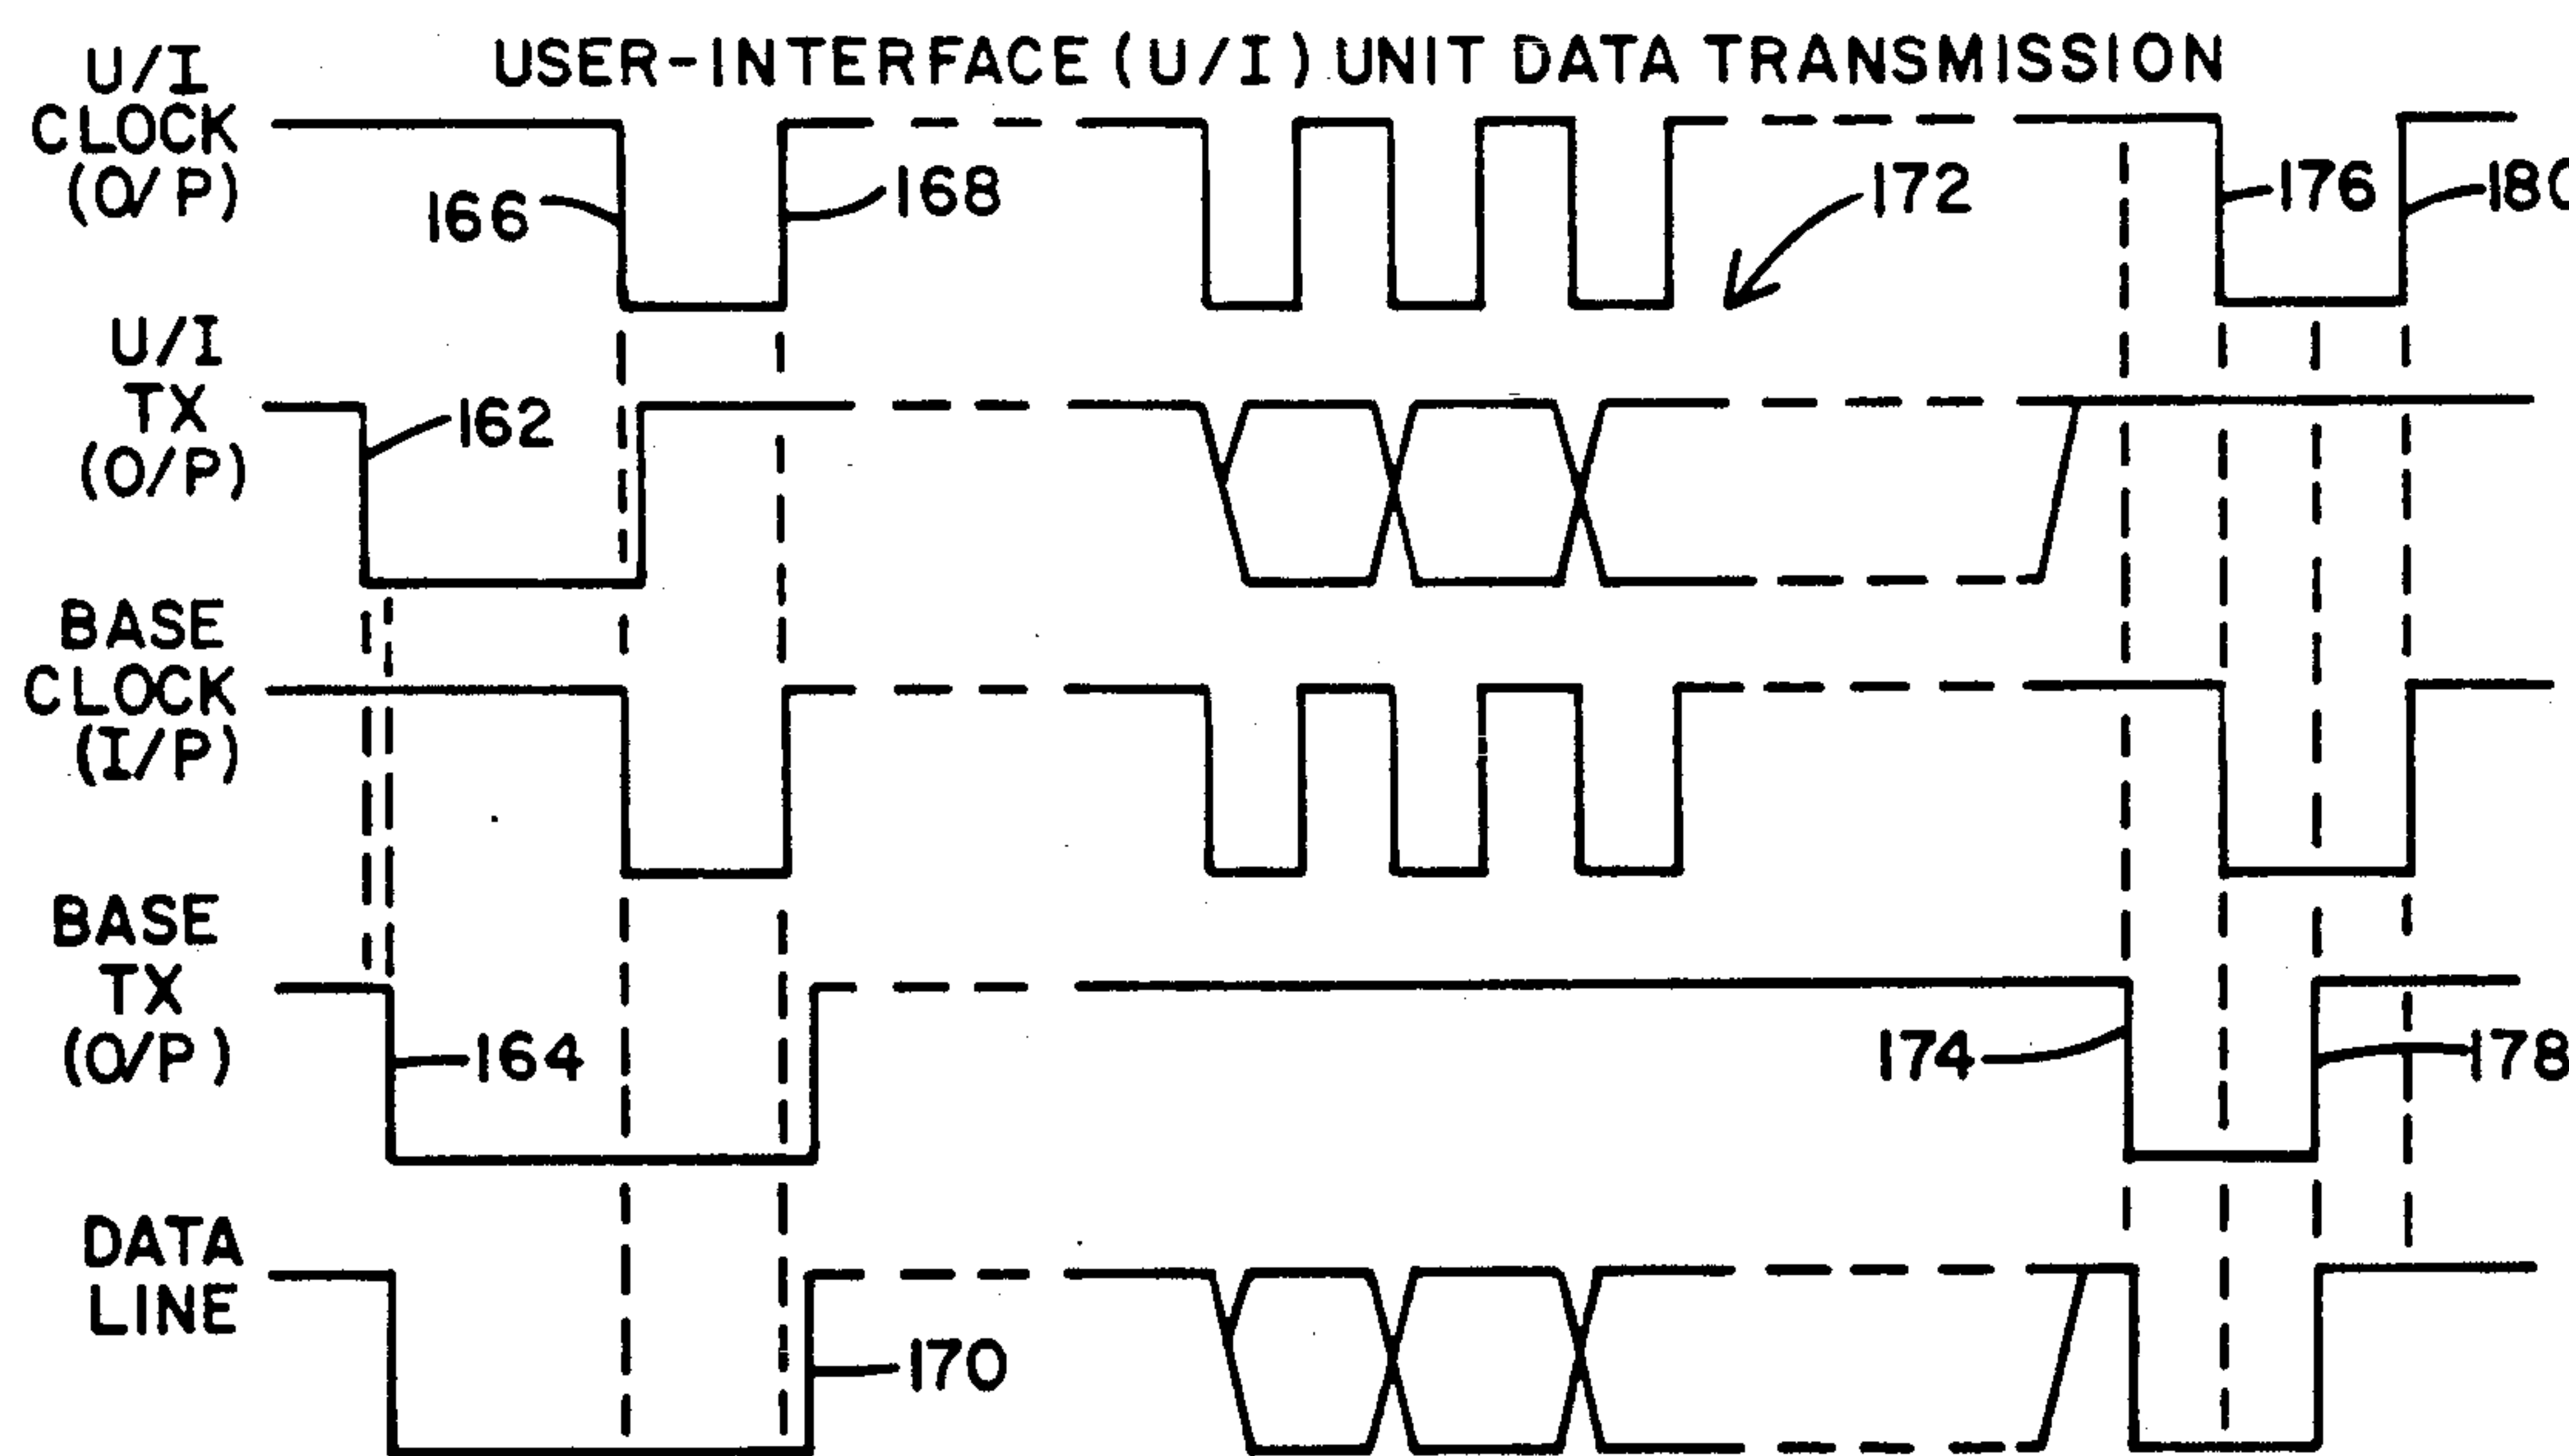 USER-INTERFACE (U/I) UNIT DATA TRANSMISSION
U/I
CLOCK
(O/P)
166
168
172
176
180
U/I
TX
(O/P)
162
BASE
CLOCK
(I/P)
BASE
TX
(O/P)
164
174
178
DATA
LINE
170